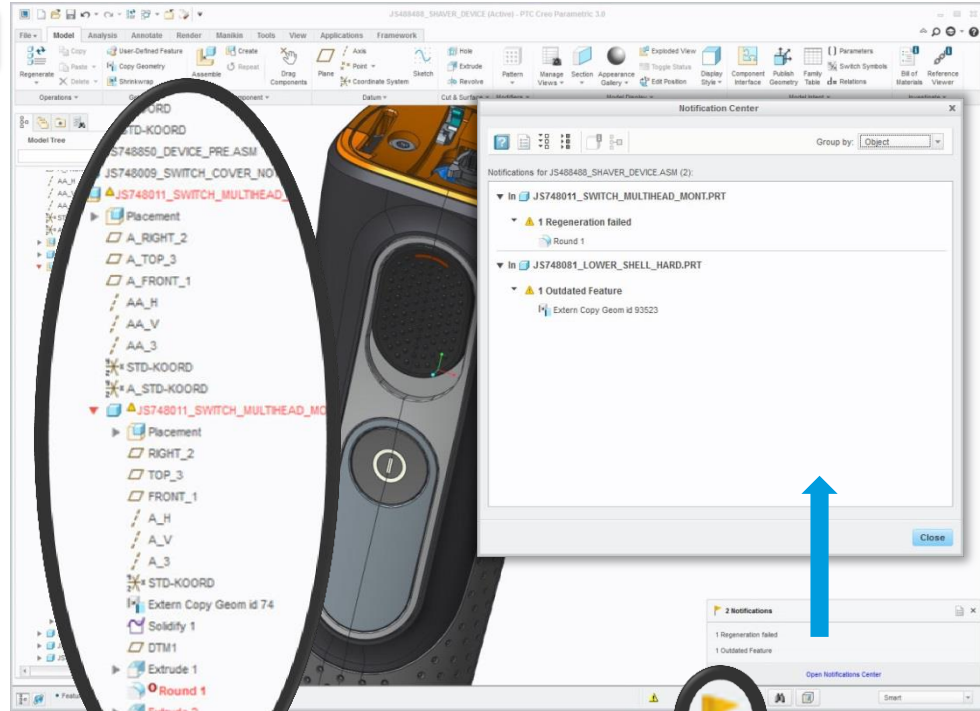 JS488488_SHAVER_DEVICE (Active) - PTC Creo Parametric 3.0
File Model Analysis Annotate Render Manikin Tools View Applications Framework
Regenerate
Copy
Paste
Delete
User-Defined Feature
Copy Geometry
Shrinkwrap
Assemble
Create
Repeat
Drag Components
Plane
Axis
Point
Coordinate System
Sketch
Hole
Extrude
Revolve
Pattern
Manage Views
Section
Appearance Gallery
Exploded View
Toggle Status
Edit Position
Display Style
Component Interface
Publish Geometry
Family Table
Parameters
Switch Symbols
d= Relations
Bill of Materials
Reference Viewer
Operations
Datum
Cut & Surface
Model Tree
STD-KOORD
JS748850_DEVICE_PRE.ASM
JS748009_SWITCH_COVER_NO
JS748011_SWITCH_MULTIHEAD_
Placement
A_RIGHT_2
A_TOP_3
A_FRONT_1
AA_H
AA_V
AA_3
STD-KOORD
A_STD-KOORD
JS748011_SWITCH_MULTIHEAD_MO
Placement
RIGHT_2
TOP_3
FRONT_1
A_H
A_V
A_3
STD-KOORD
Extern Copy Geom id 74
Solidify 1
DTM1
Extrude 1
Round 1
Notification Center
Group by: Object
Notifications for JS488488_SHAVER_DEVICE.ASM (2):
In JS748011_SWITCH_MULTIHEAD_MONT.PRT
1 Regeneration failed
Round 1
In JS748081_LOWER_SHELL_HARD.PRT
1 Outdated Feature
Extern Copy Geom id 93523
Close
2 Notifications
1 Regeneration failed
1 Outdated Feature
Open Notifications Center
Smart